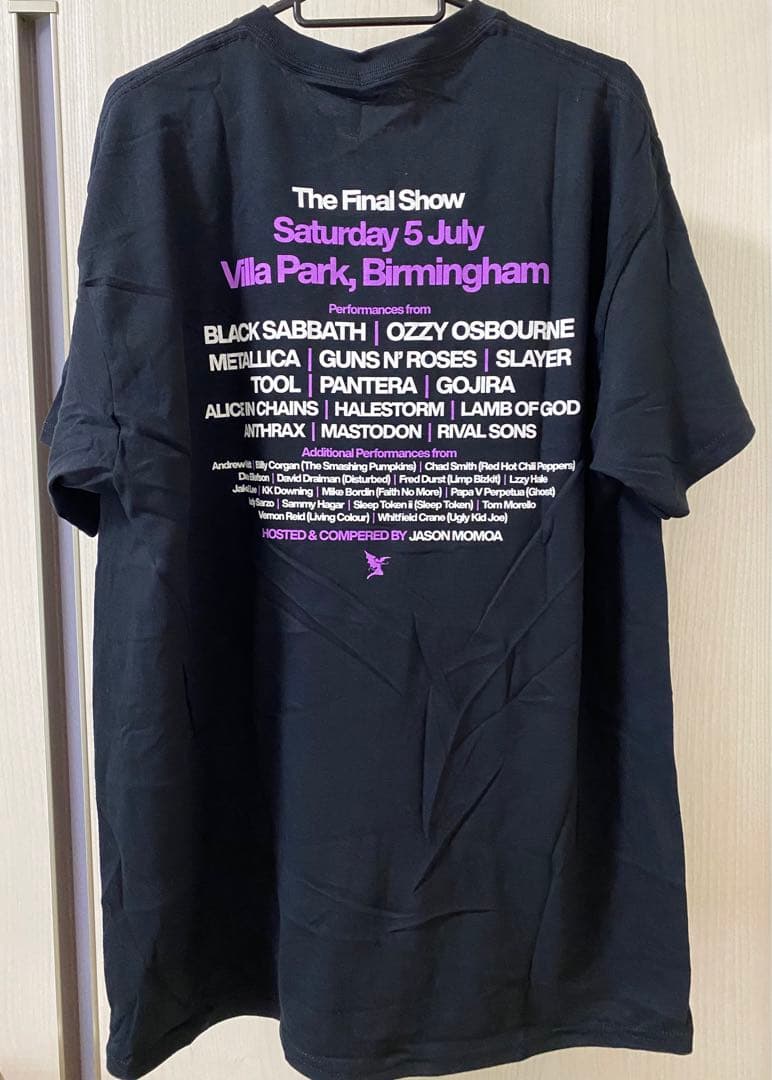 The Final Show
Saturday 5 July
Villa Park, Birmingham
Performances from
BLACK SABBATH | OZZY OSBOURNE
METALLICA | GUNS N' ROSES | SLAYER
TOOL | PANTERA | GOJIRA
ALICE IN CHAINS | HALESTORM | LAMB OF GOD
ANTHRAX | MASTODON | RIVAL SONS
Additional Performances from
Andrew | Billy Corgan (The Smashing Pumpkins) | Chad Smith (Red Hot Chili Peppers)
| David Draiman (Disturbed) | Fred Durst (Limp Bizkit) | Lzzy Hale
| KK Downing | Mike Bordin (Faith No More) | Papa V Perpetua (Ghost)
Sarzo | Sammy Hagar | Sleep Token ii (Sleep Token) | Tom Morello
Vernon Reid (Living Colour) | Whitfield Crane (Ugly Kid Joe)
HOSTED & COMPERED BY JASON MOMOA